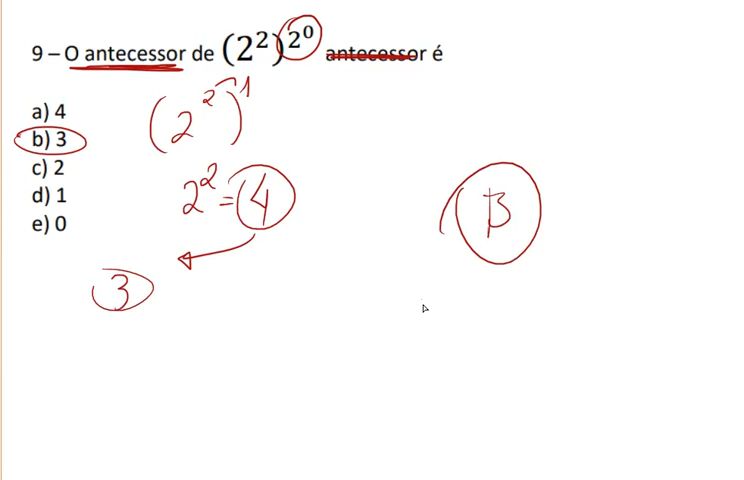 9 – O antecessor de (2²)^2⁰ antecessor é
a) 4
(2²)¹
b) 3
c) 2
2² = 4
d) 1
B
e) 0
3